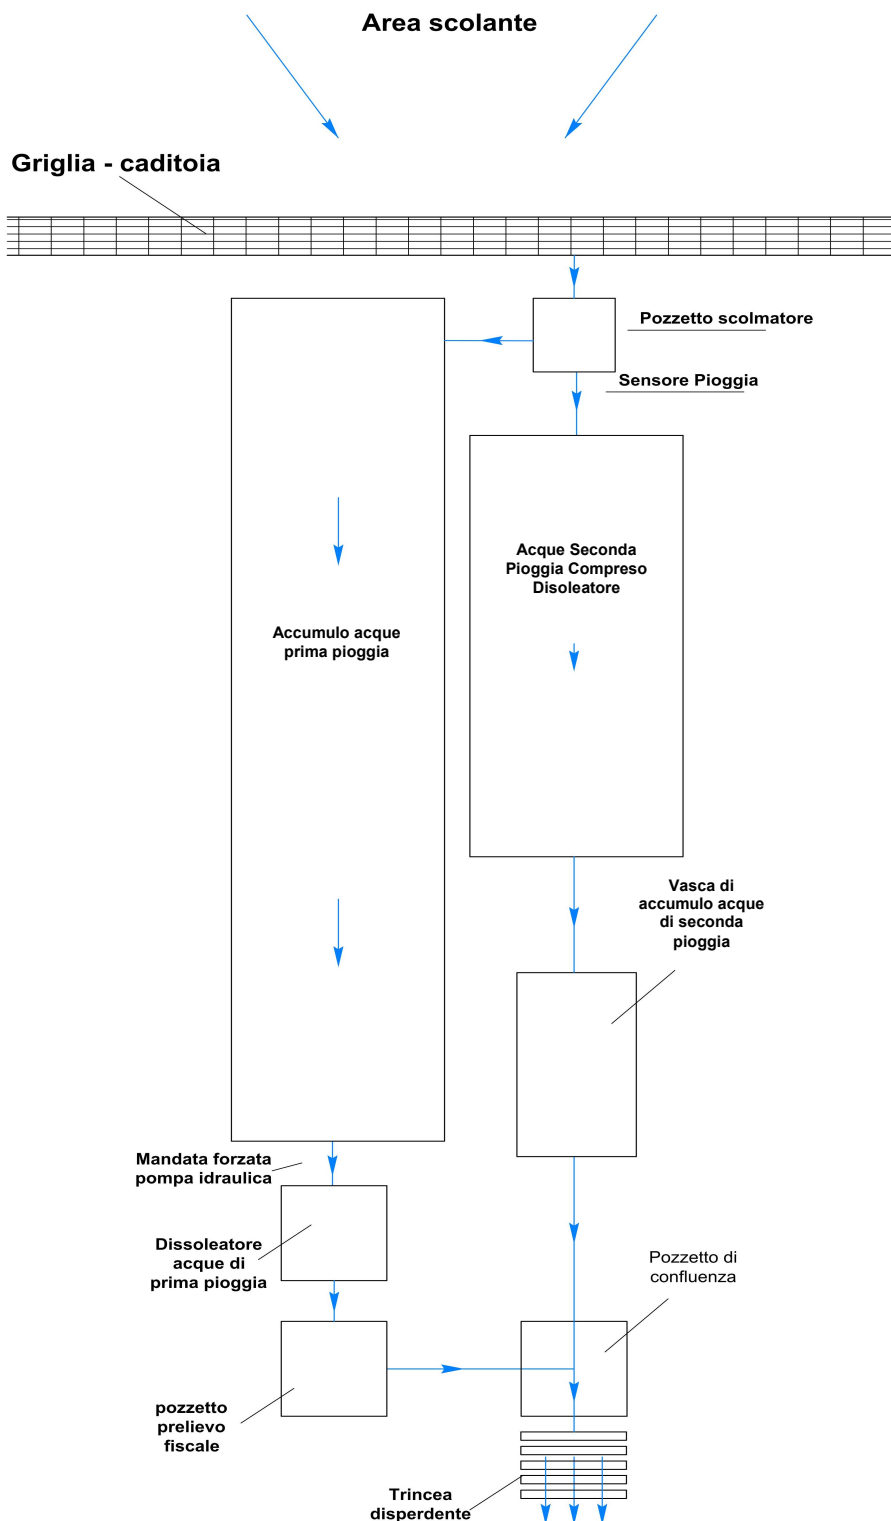 Area scolante
Griglia - caditoia
Pozzetto scolmatore
Sensore Pioggia
Acque Seconda
Pioggia Compreso
Disoleatore
Accumulo acque
prima pioggia
Vasca di
accumulo acque
di seconda
pioggia
Mandata forzata
pompa idraulica
Dissoleatore
acque di
prima pioggia
Pozzetto di
confluenza
pozzetto
prelievo
fiscale
Trincea
disperdente